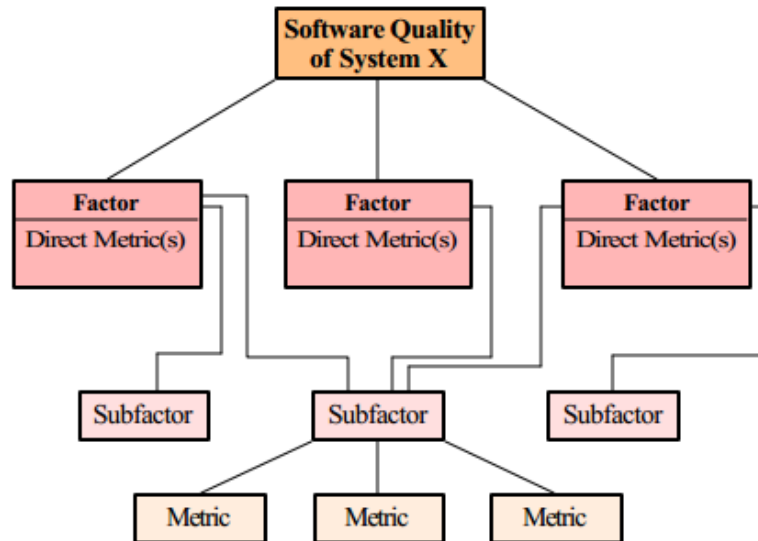 Software Quality
of System X
Factor
Direct Metric(s)
Factor
Direct Metric(s)
Factor
Direct Metric(s)
Subfactor
Subfactor
Subfactor
Metric
Metric
Metric